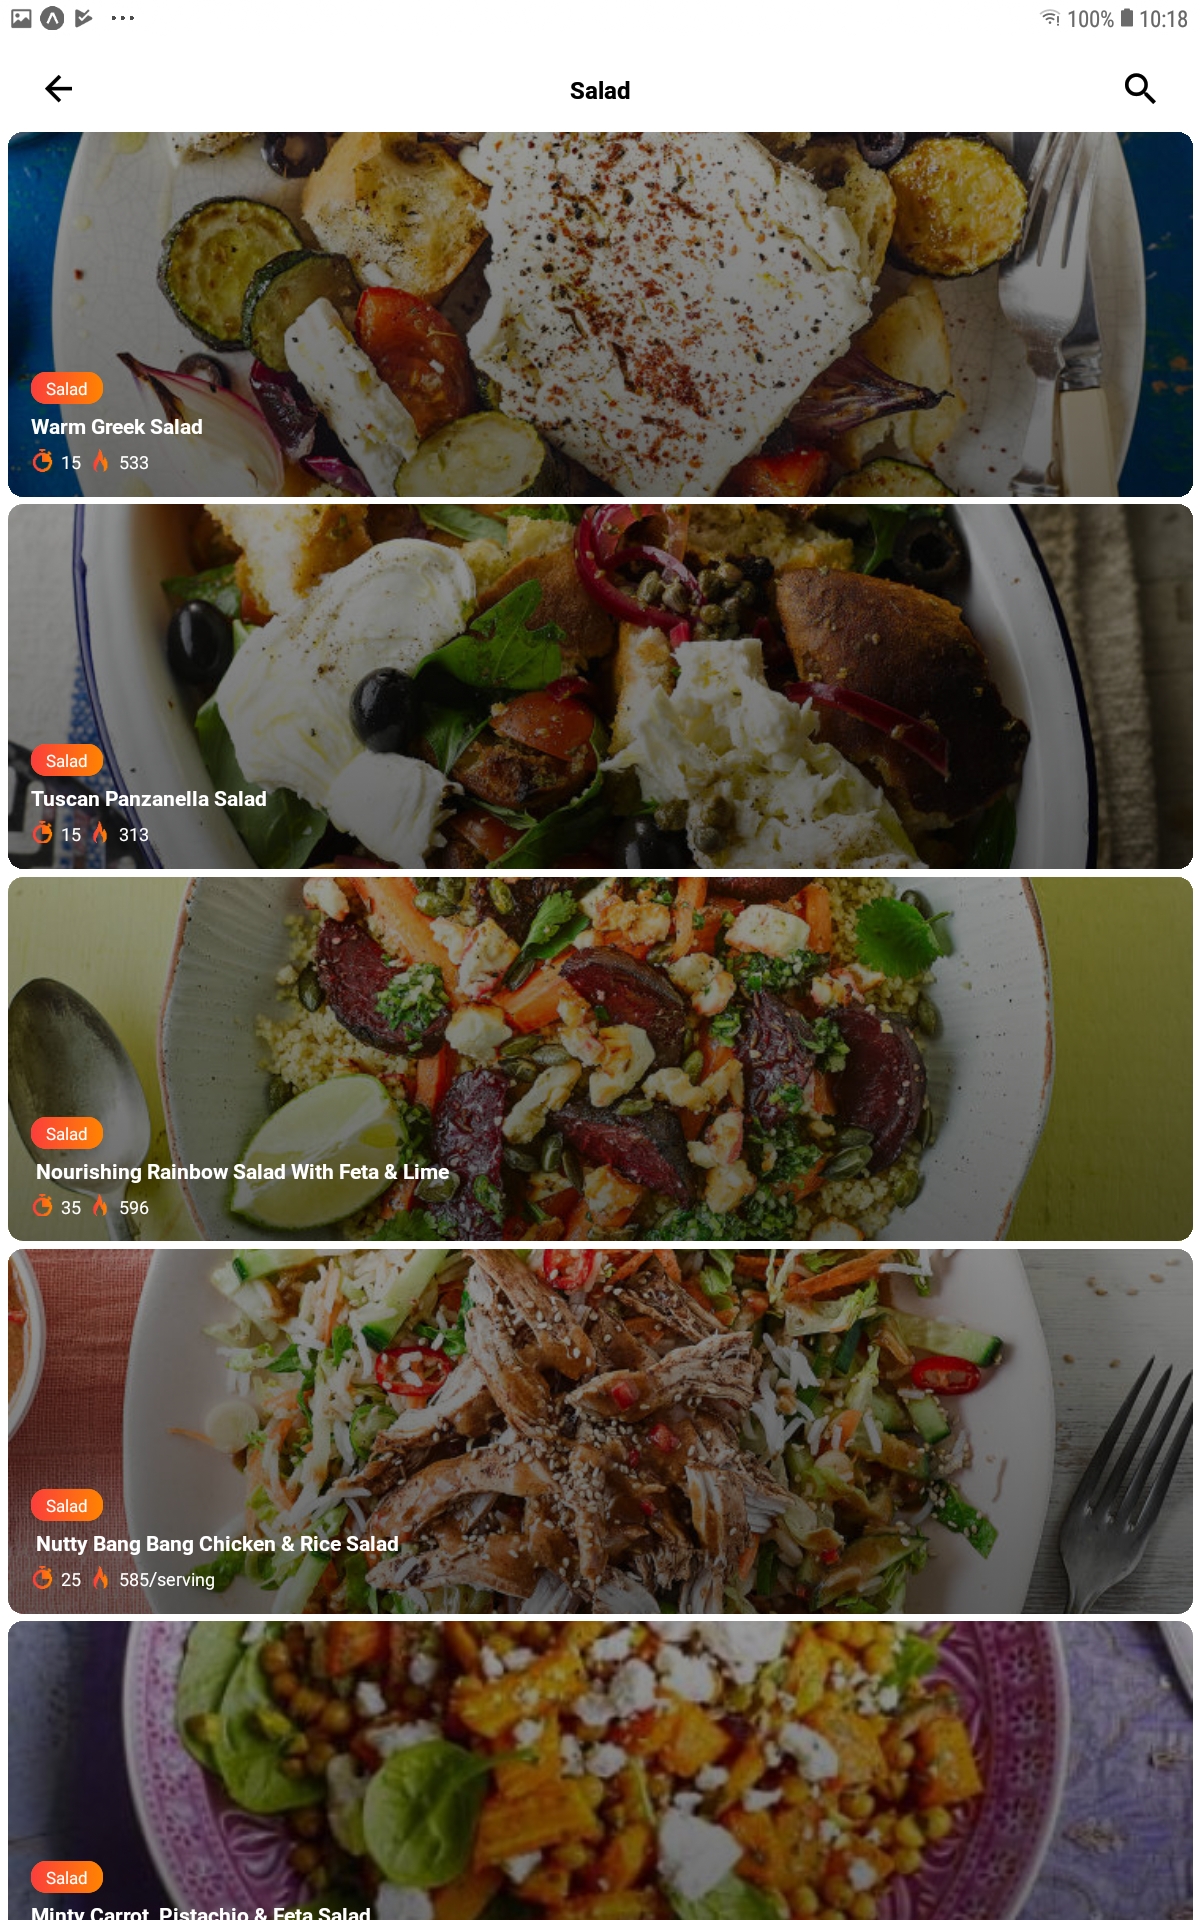 100% 10:18
Salad
Salad
Warm Greek Salad
15 533
Salad
Tuscan Panzanella Salad
15 313
Salad
Nourishing Rainbow Salad With Feta & Lime
35 596
Salad
Nutty Bang Bang Chicken & Rice Salad
25 585/serving
Salad
Minty Carrot, Pistachio & Feta Salad